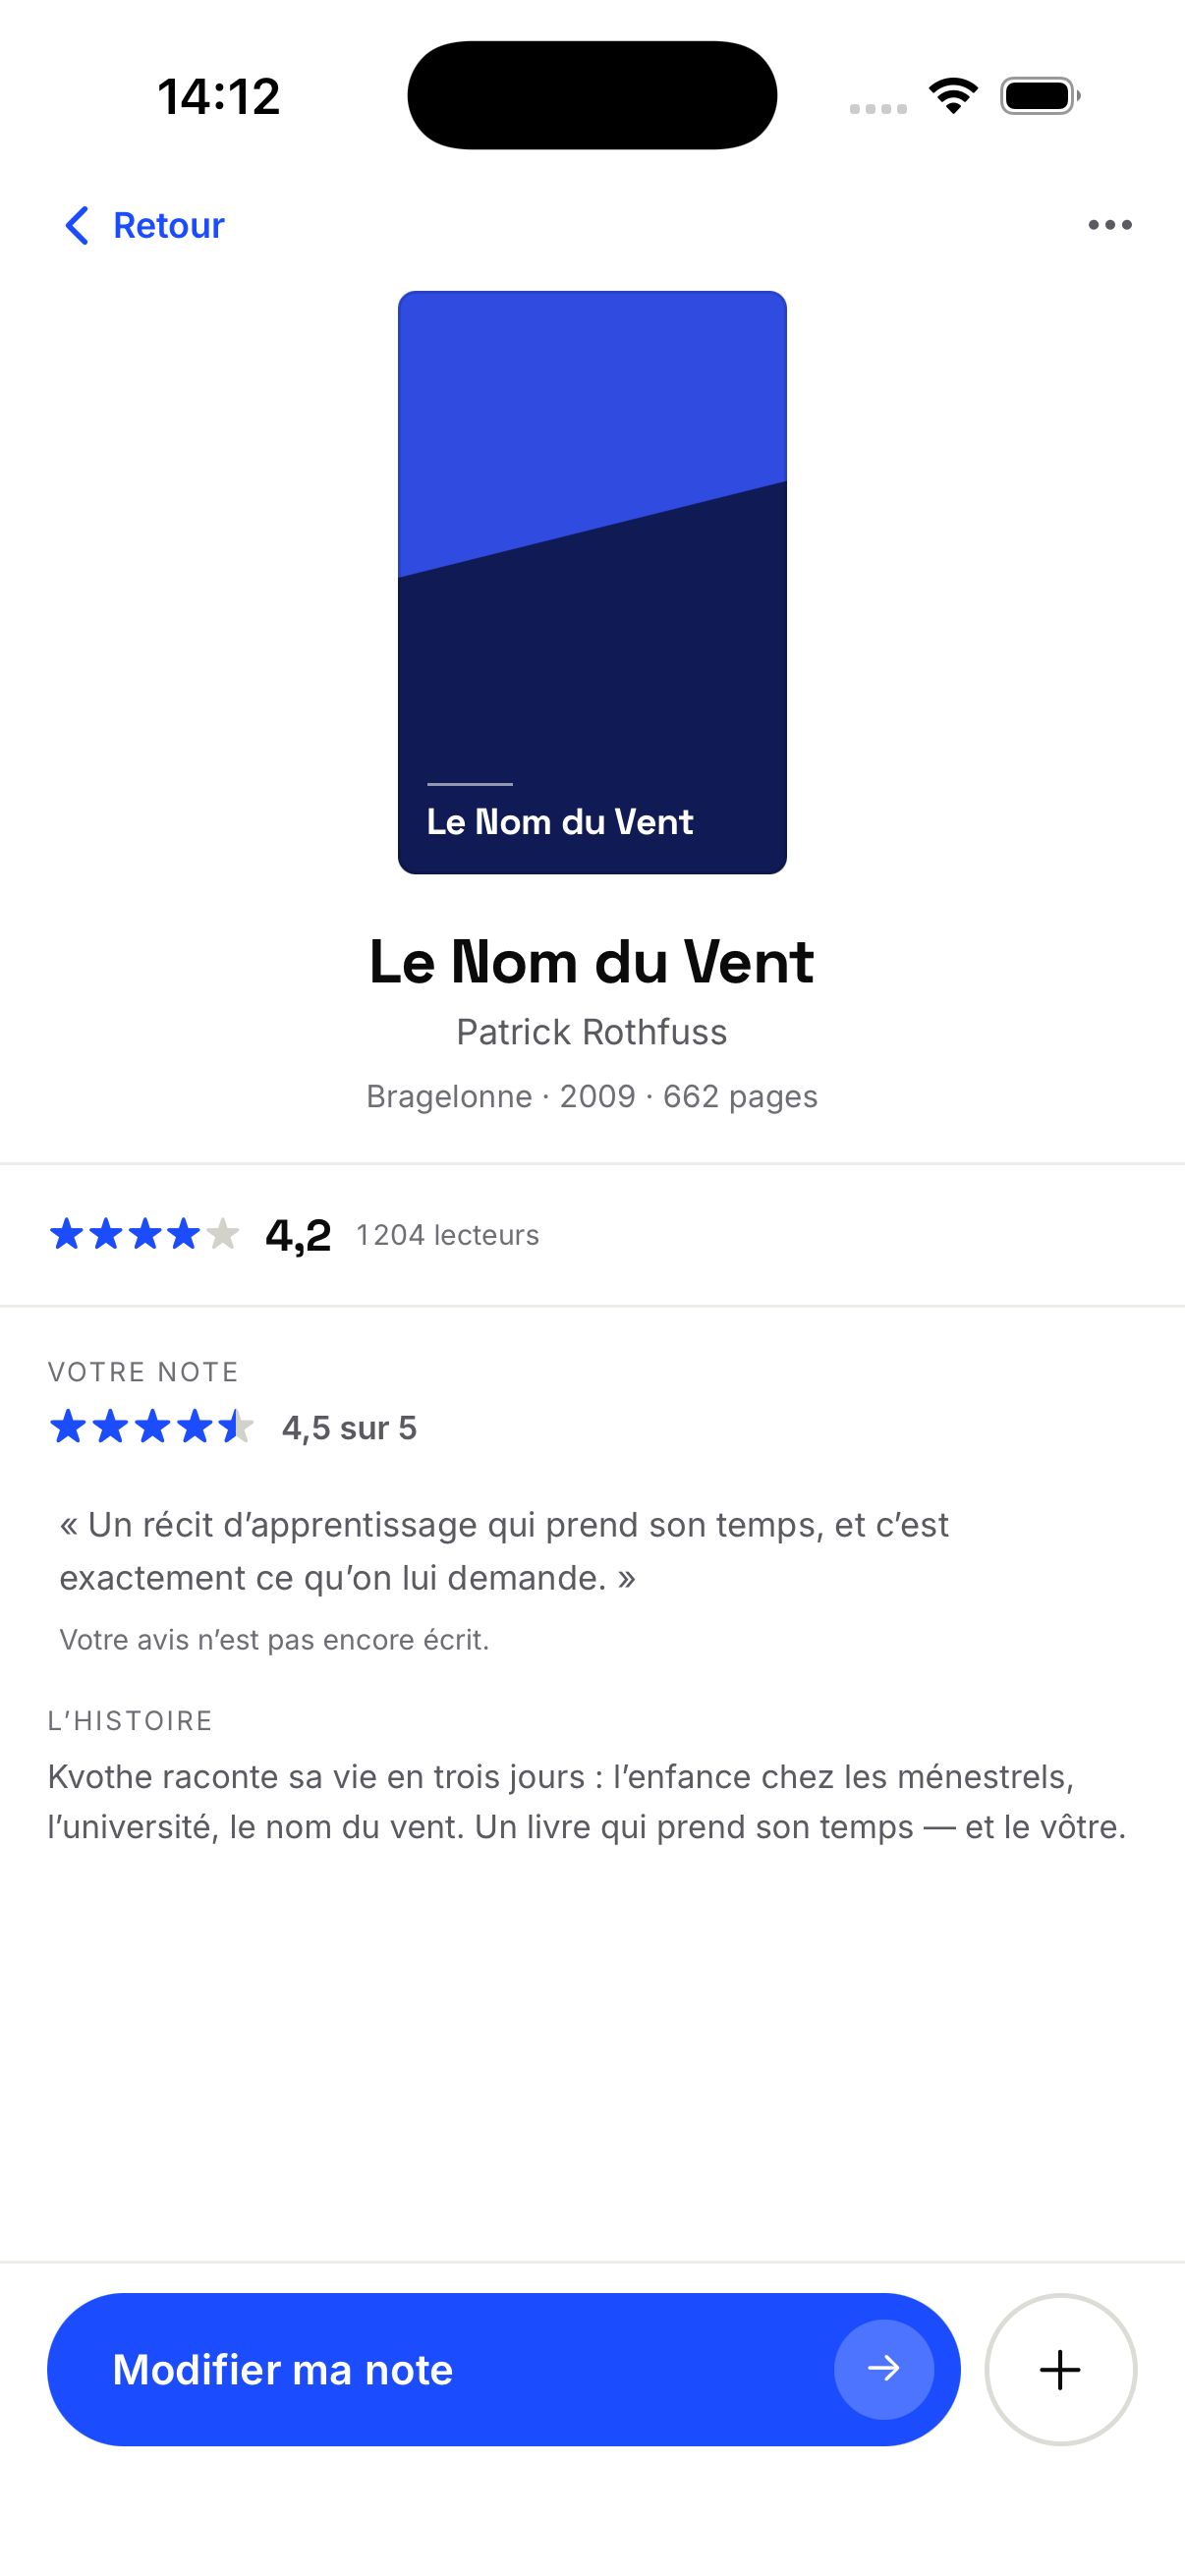 14:12
Retour
Le Nom du Vent
Le Nom du Vent
Patrick Rothfuss
Bragelonne · 2009 · 662 pages
4,2 1 204 lecteurs
VOTRE NOTE
4,5 sur 5
« Un récit d’apprentissage qui prend son temps, et c’est
exactement ce qu’on lui demande. »
Votre avis n’est pas encore écrit.
L’HISTOIRE
Kvothe raconte sa vie en trois jours : l’enfance chez les ménestrels,
l’université, le nom du vent. Un livre qui prend son temps — et le vôtre.
Modifier ma note